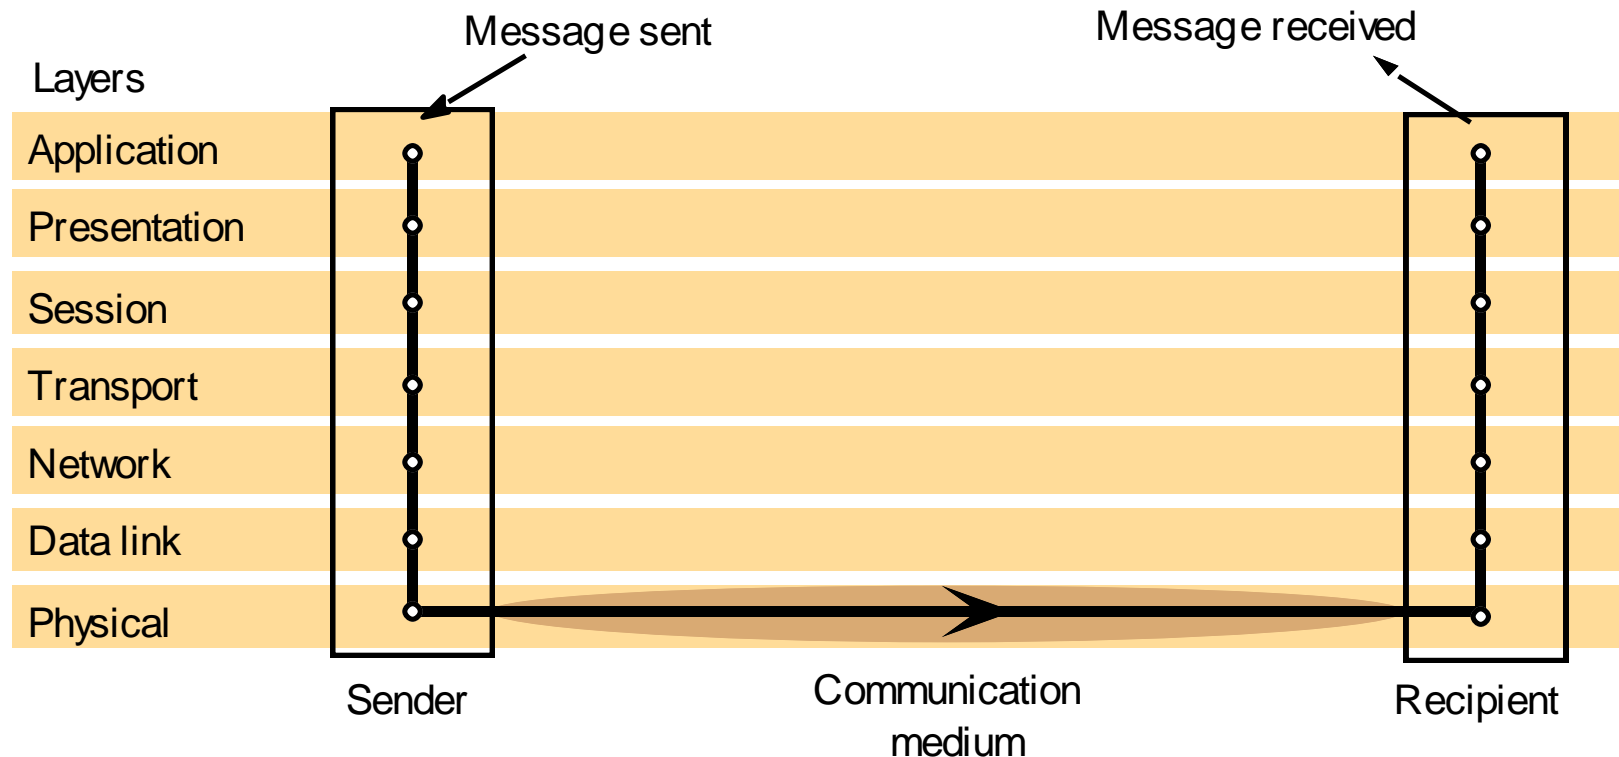 Message sent
Message received
Layers
Application
Presentation
Session
Transport
Network
Data link
Physical
Sender
Communication
medium
Recipient